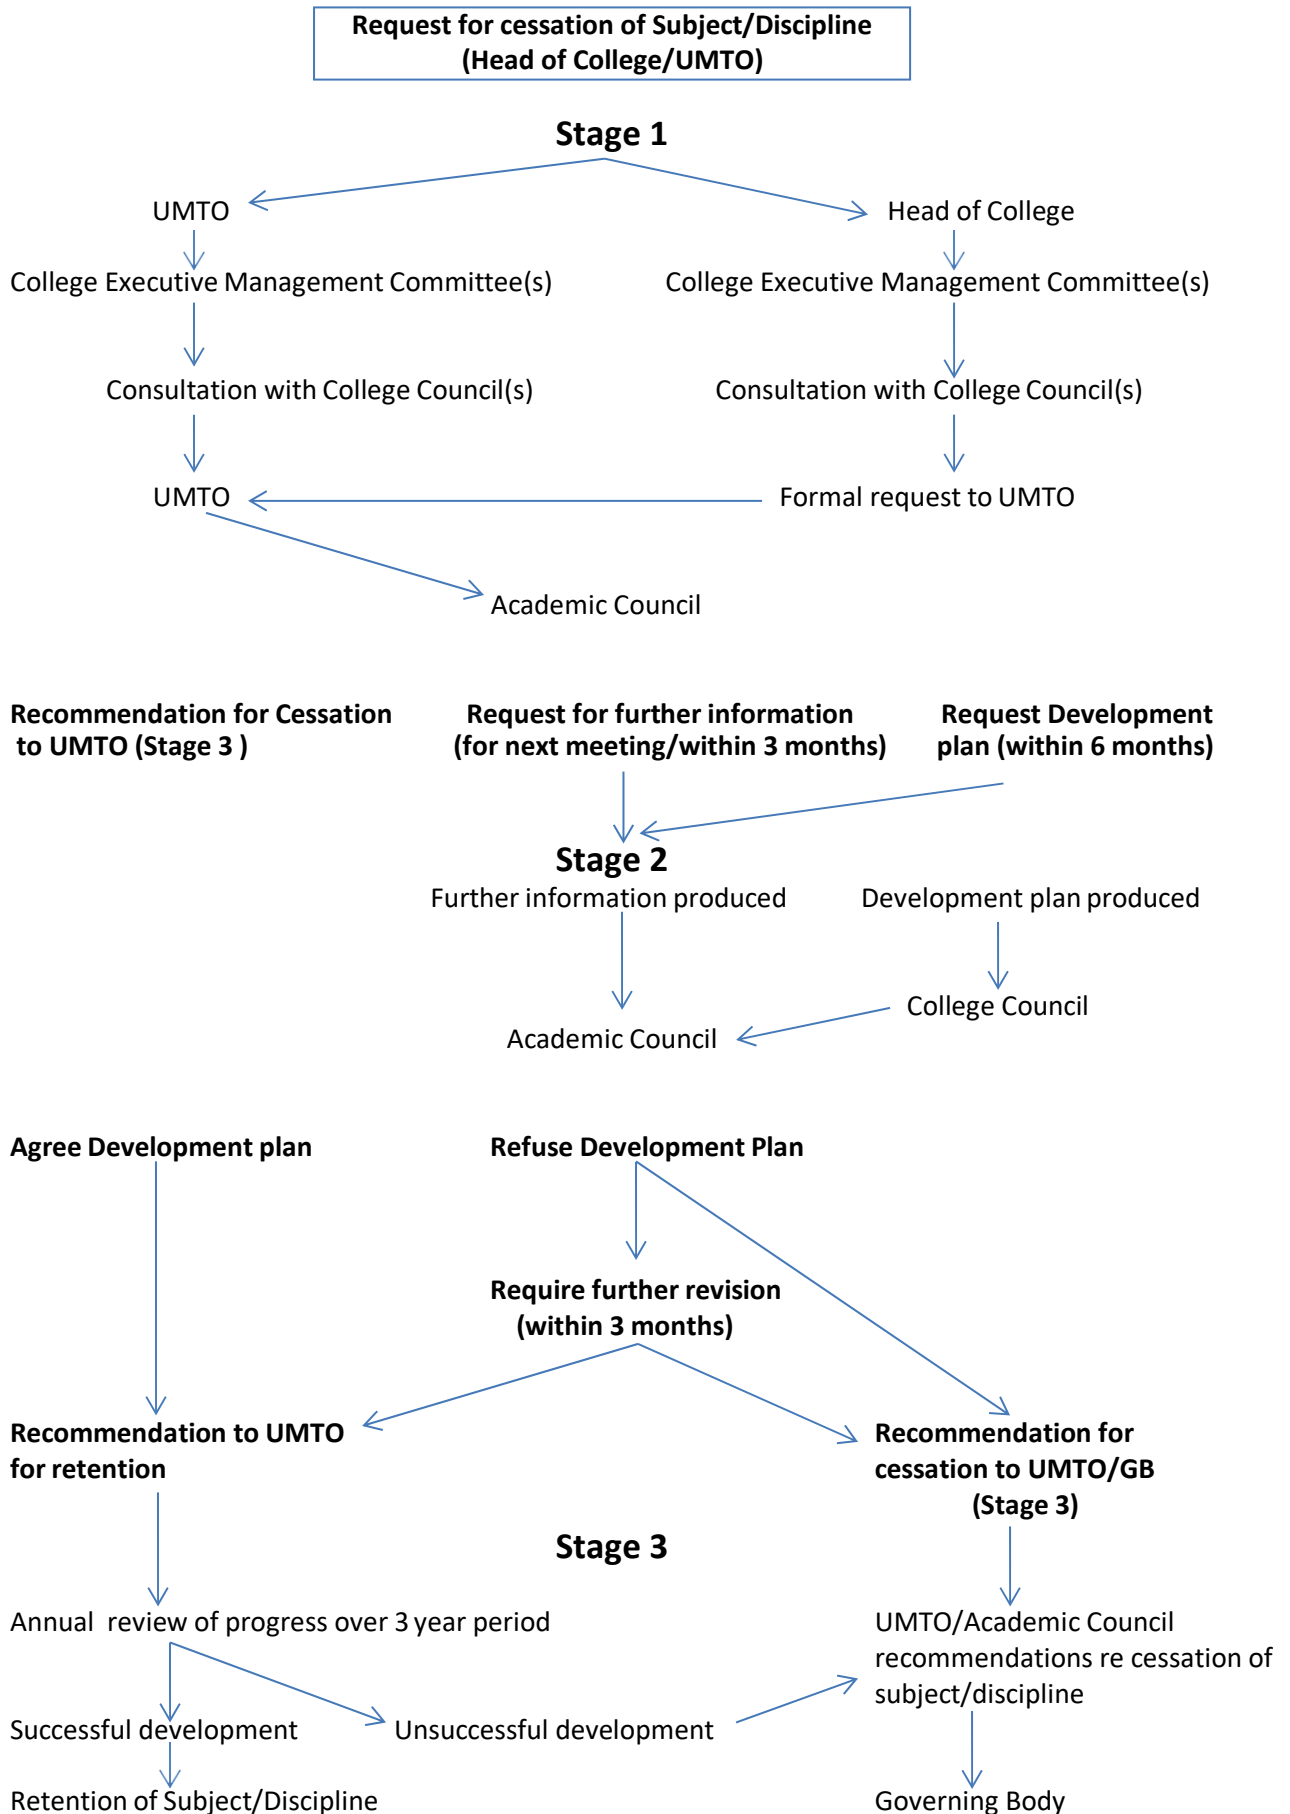 Request for cessation of Subject/Discipline
(Head of College/UMTO)
Stage 1
UMTO
Head of College
College Executive Management Committee(s)
College Executive Management Committee(s)
Consultation with College Council(s)
Consultation with College Council(s)
UMTO
Formal request to UMTO
Academic Council
Recommendation for Cessation
to UMTO (Stage 3 )
Request for further information
(for next meeting/within 3 months)
Request Development
plan (within 6 months)
Stage 2
Further information produced
Development plan produced
College Council
Academic Council
Agree Development plan
Refuse Development Plan
Require further revision
(within 3 months)
Recommendation to UMTO
for retention
Recommendation for
cessation to UMTO/GB
(Stage 3)
Stage 3
Annual review of progress over 3 year period
UMTO/Academic Council
recommendations re cessation of
subject/discipline
Successful development
Unsuccessful development
Retention of Subject/Discipline
Governing Body